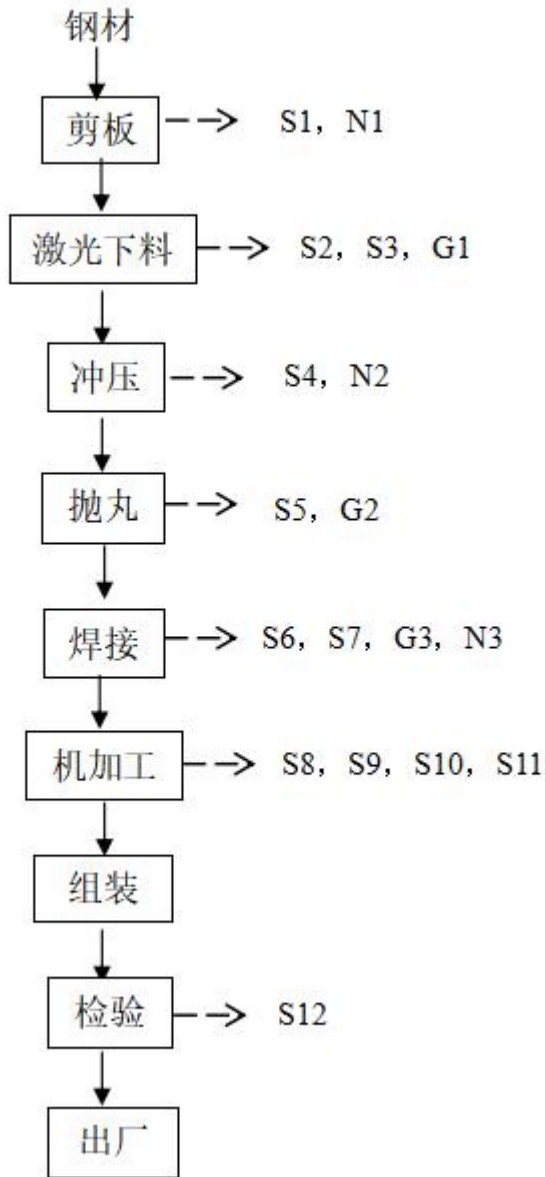 钢材
剪板
S1，N1
激光下料
S2，S3，G1
冲压
S4，N2
抛丸
S5，G2
焊接
S6，S7，G3，N3
机加工
S8，S9，S10，S11
组装
检验
S12
出厂